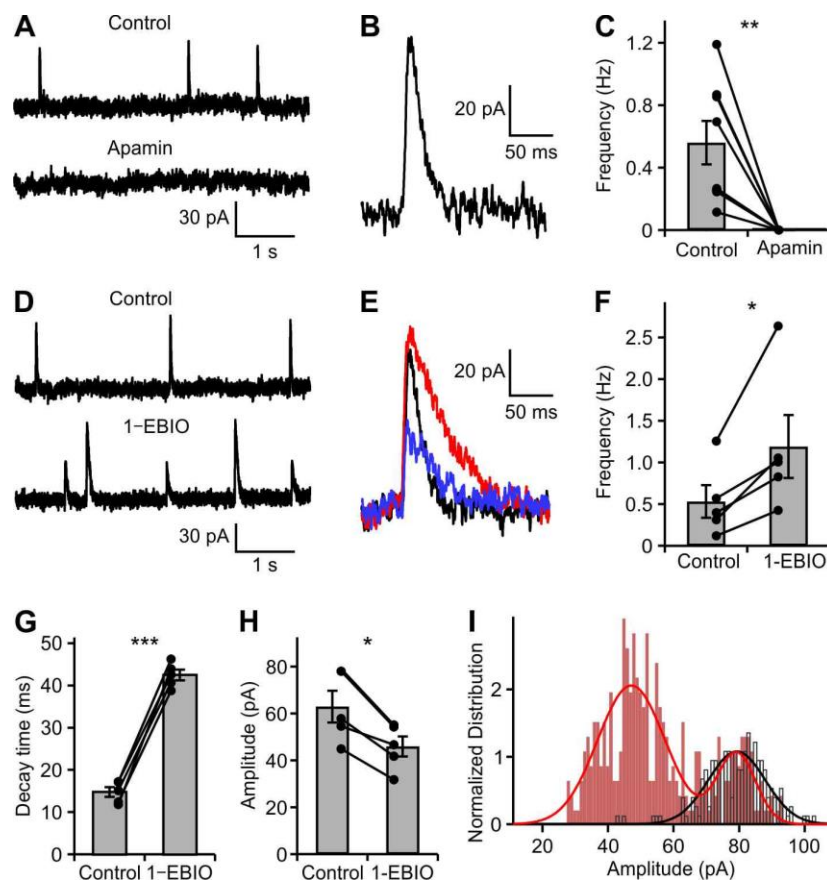 A
Control
Apamin
30 pA
1 s
B
20 pA
50 ms
C
**
Frequency (Hz)
1.2
0.8
0.4
0
Control
Apamin
D
Control
1−EBIO
30 pA
1 s
E
20 pA
50 ms
F
*
Frequency (Hz)
2.5
2.0
1.5
1.0
0.5
0
Control
1-EBIO
G
***
Decay time (ms)
50
40
30
20
10
0
Control 1−EBIO
H
*
Amplitude (pA)
80
60
40
20
0
Control 1-EBIO
I
Normalized Distribution
2
1
0
20 40 60 80 100
Amplitude (pA)